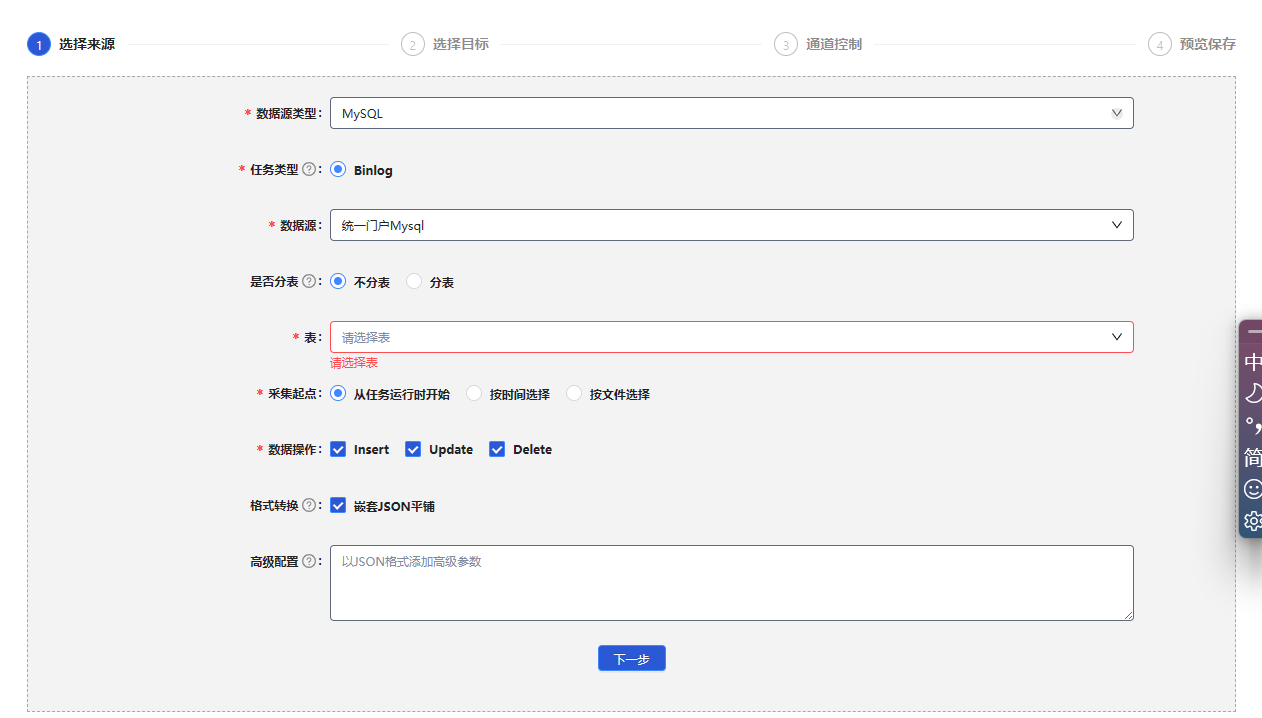 1 选择来源 2 选择目标 3 通道控制 4 预览保存
* 数据源类型: MySQL
* 任务类型 ? : Binlog
* 数据源: 统一门户Mysql
是否分表 ? : 不分表 分表
* 表: 请选择表
请选择表
* 采集起点: 从任务运行时开始 按时间选择 按文件选择
* 数据操作: Insert Update Delete
格式转换 ? : 嵌套JSON平铺
高级配置 ? : 以JSON格式添加高级参数
下一步
中
°,
简